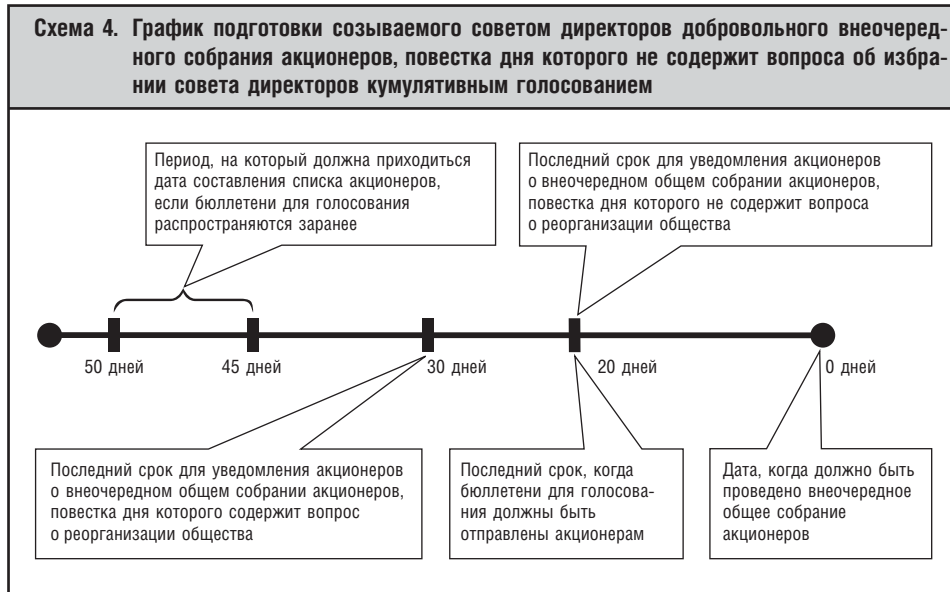 Схема 4. График подготовки созываемого советом директоров добровольного внеочеред-
ного собрания акционеров, повестка дня которого не содержит вопроса об избра-
нии совета директоров кумулятивным голосованием
Период, на который должна приходиться
дата составления списка акционеров,
если бюллетени для голосования
распространяются заранее
Последний срок для уведомления акционеров
о внеочередном общем собрании акционеров,
повестка дня которого не содержит вопроса
о реорганизации общества
50 дней
45 дней
30 дней
20 дней
0 дней
Последний срок для уведомления акционеров
о внеочередном общем собрании акционеров,
повестка дня которого содержит вопрос
о реорганизации общества
Последний срок, когда
бюллетени для голосова-
ния должны быть
отправлены акционерам
Дата, когда должно быть
проведено внеочередное
общее собрание
акционеров